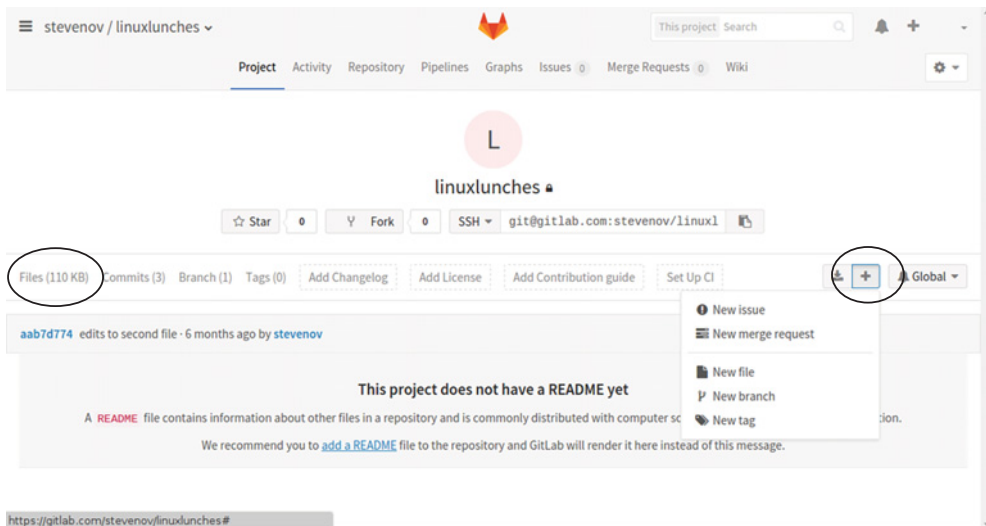 stevenov / linuxlunches
This project Search
Project Activity Repository Pipelines Graphs Issues 0 Merge Requests 0 Wiki
L
linuxlunches
Star 0 Fork 0 SSH git@gitlab.com:stevenov/linuxl
Files (110 KB) Commits (3) Branch (1) Tags (0) Add Changelog Add License Add Contribution guide Set Up CI + Global
New issue
aab7d774 edits to second file · 6 months ago by stevenov
New merge request
New file
This project does not have a README yet
New branch
A README file contains information about other files in a repository and is commonly distributed with computer
New tag
We recommend you to add a README file to the repository and GitLab will render it here instead of this message.
https://gitlab.com/stevenov/linuxlunches#